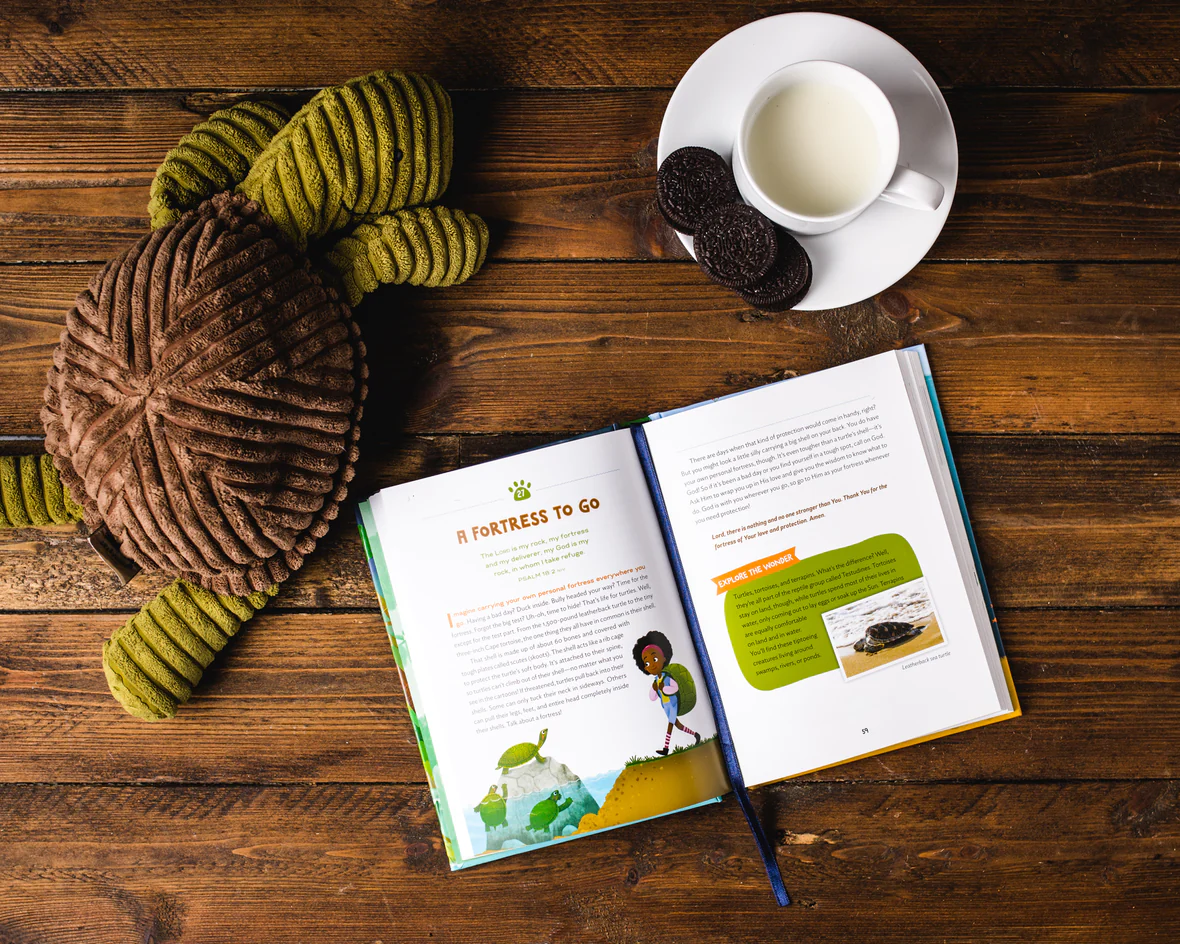 27
A FORTRESS TO GO
The LORD is my rock, my fortress
and my deliverer; my God is my
rock, in whom I take refuge.
PSALM 18:2 NIV
Imagine carrying your own personal fortress everywhere you
go. Having a bad day? Duck inside. Bully headed your way? Time for the
fortress. Forgot the big test? Uh-oh, time to hide! That's life for turtles. Well,
except for the test part. From the 1,500-pound leatherback turtle to the tiny
three-inch Cape tortoise, the one thing they all have in common is their shell.
That shell is made up of about 60 bones and covered with
tough plates called scutes (skoots). The shell acts like a rib cage
to protect the turtle's soft body. It's attached to their spine,
so turtles can't climb out of their shell—no matter what you
see in the cartoons! If threatened, turtles pull back into their
shells. Some can only tuck their neck in sideways. Others
can pull their legs, feet, and entire head completely inside
their shells. Talk about a fortress!
There are days when that kind of protection would come in handy, right?
But you might look a little silly carrying a big shell on your back. You do have
your own personal fortress, though. It's even tougher than a turtle's shell—it's
God! So if it's been a bad day or you find yourself in a tough spot, call on God.
Ask Him to wrap you up in His love and give you the wisdom to know what to
do. God is with you wherever you go, so go to Him as your fortress whenever
you need protection!
Lord, there is nothing and no one stronger than You. Thank You for the
fortress of Your love and protection. Amen.
EXPLORE THE WONDER
Turtles, tortoises, and terrapins. What's the difference? Well,
they're all part of the reptile group called Testudines. Tortoises
stay on land, though, while turtles spend most of their lives in
water, only coming out to lay eggs or soak up the Sun. Terrapins
are equally comfortable
on land and in water.
You'll find these tiptoeing
creatures living around
swamps, rivers, or ponds.
Leatherback sea turtle
59